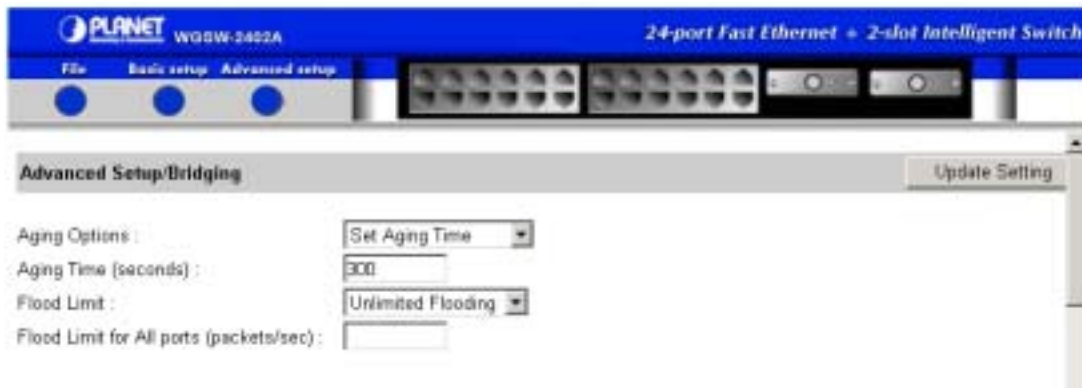 PLANET WGSW-2402A
24-port Fast Ethernet + 2-slot Intelligent Switch
File Basic setup Advanced setup
Advanced Setup/Bridging
Update Setting
Aging Options : Set Aging Time
Aging Time (seconds) : 300
Flood Limit : Unlimited Flooding
Flood Limit for All ports (packets/sec) :